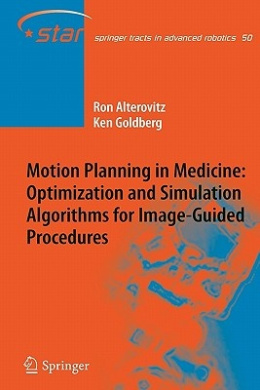 *star
springer tracts in advanced robotics 50
Ron Alterovitz
Ken Goldberg
Motion Planning in Medicine:
Optimization and Simulation
Algorithms for Image-Guided
Procedures
Springer